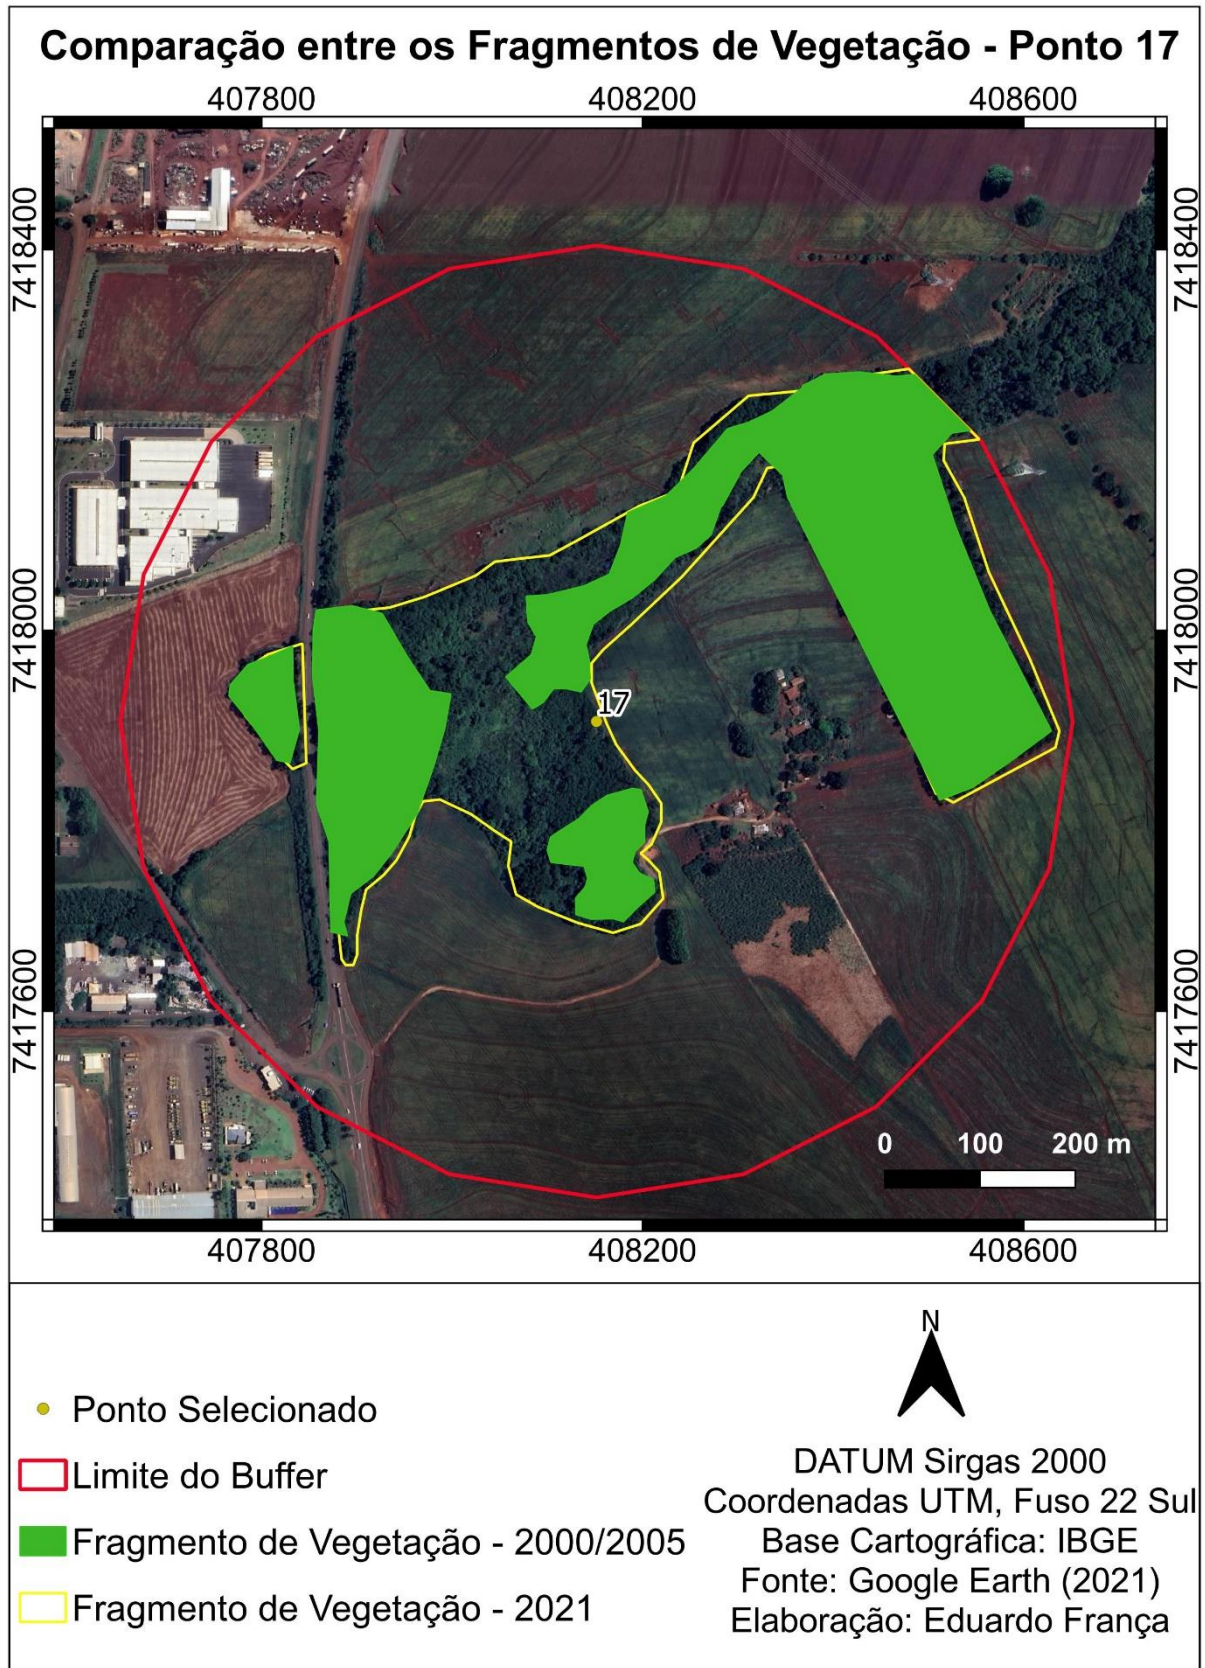 Comparação entre os Fragmentos de Vegetação - Ponto 17
407800 408200 408600
7418400 7418400
7418000 7418000
17
7417600 7417600
0 100 200 m
407800 408200 408600
N
Ponto Selecionado
Limite do Buffer
Fragmento de Vegetação - 2000/2005
Fragmento de Vegetação - 2021
DATUM Sirgas 2000
Coordenadas UTM, Fuso 22 Sul
Base Cartográfica: IBGE
Fonte: Google Earth (2021)
Elaboração: Eduardo França